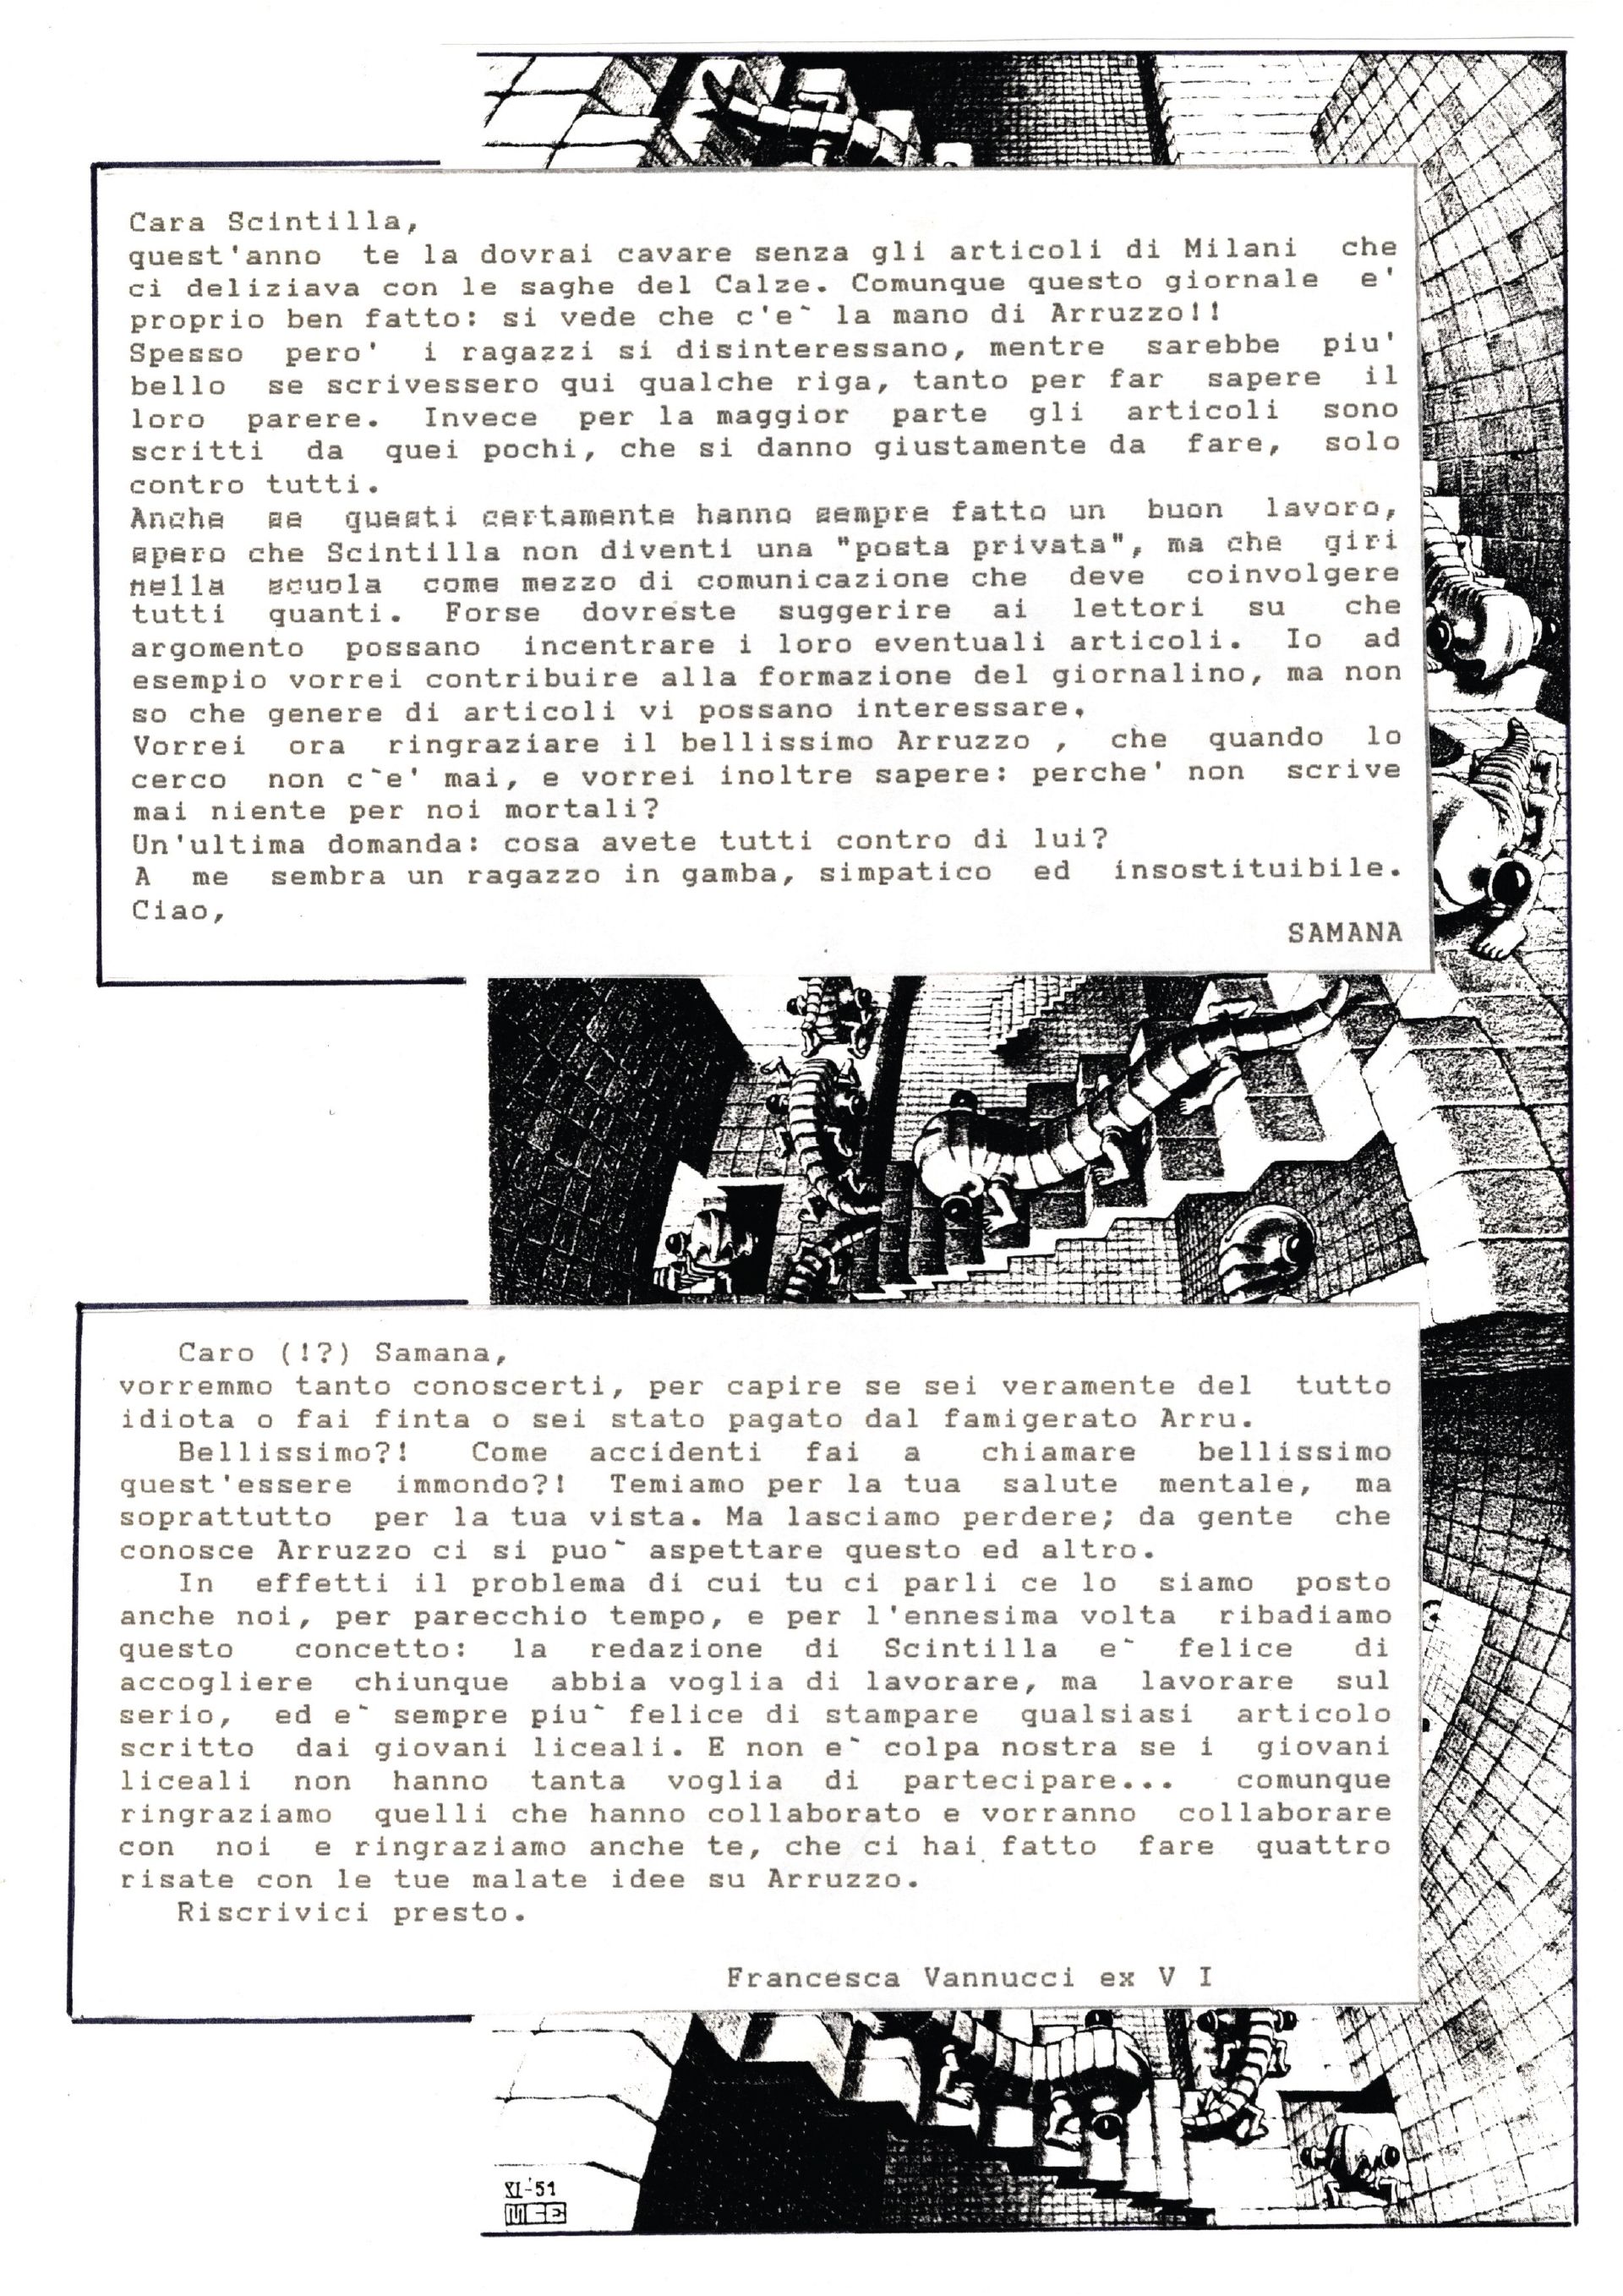 Cara Scintilla,
quest'anno te la dovrai cavare senza gli articoli di Milani che
ci deliziava con le saghe del Calze. Comunque questo giornale e'
proprio ben fatto: si vede che c'e` la mano di Arruzzo!!
Spesso pero' i ragazzi si disinteressano, mentre sarebbe piu'
bello se scrivessero qui qualche riga, tanto per far sapere il
loro parere. Invece per la maggior parte gli articoli sono
scritti da quei pochi, che si danno giustamente da fare, solo
contro tutti.
Anche se questi certamente hanno sempre fatto un buon lavoro,
spero che Scintilla non diventi una "posta privata", ma che giri
nella scuola come mezzo di comunicazione che deve coinvolgere
tutti quanti. Forse dovreste suggerire ai lettori su che
argomento possano incentrare i loro eventuali articoli. Io ad
esempio vorrei contribuire alla formazione del giornalino, ma non
so che genere di articoli vi possano interessare.
Vorrei ora ringraziare il bellissimo Arruzzo , che quando lo
cerco non c`e' mai, e vorrei inoltre sapere: perche' non scrive
mai niente per noi mortali?
Un'ultima domanda: cosa avete tutti contro di lui?
A me sembra un ragazzo in gamba, simpatico ed insostituibile.
Ciao,
SAMANA
Caro (!?) Samana,
vorremmo tanto conoscerti, per capire se sei veramente del tutto
idiota o fai finta o sei stato pagato dal famigerato Arru.
Bellissimo?! Come accidenti fai a chiamare bellissimo
quest'essere immondo?! Temiamo per la tua salute mentale, ma
soprattutto per la tua vista. Ma lasciamo perdere; da gente che
conosce Arruzzo ci si puo` aspettare questo ed altro.
In effetti il problema di cui tu ci parli ce lo siamo posto
anche noi, per parecchio tempo, e per l'ennesima volta ribadiamo
questo concetto: la redazione di Scintilla e` felice di
accogliere chiunque abbia voglia di lavorare, ma lavorare sul
serio, ed e` sempre piu` felice di stampare qualsiasi articolo
scritto dai giovani liceali. E non e` colpa nostra se i giovani
liceali non hanno tanta voglia di partecipare... comunque
ringraziamo quelli che hanno collaborato e vorranno collaborare
con noi e ringraziamo anche te, che ci hai fatto fare quattro
risate con le tue malate idee su Arruzzo.
Riscrivici presto.
Francesca Vannucci ex V I
XI-'51
MCE